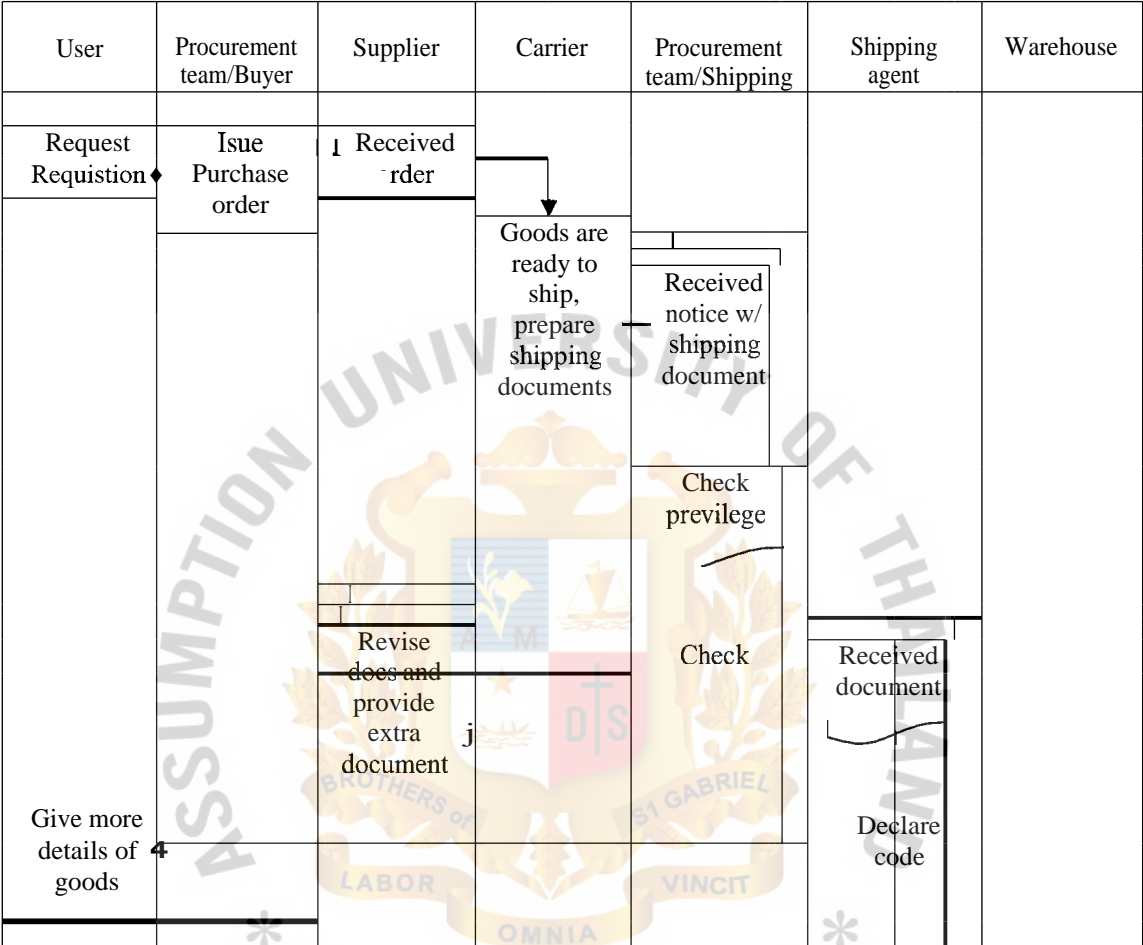 User
Procurement
team/Buyer
Supplier
Carrier
Procurement
team/Shipping
Shipping
agent
Warehouse
Request
Requistion
Isue
Purchase
order
Received
rder
Goods are
ready to
ship,
prepare
shipping
documents
Received
notice w/
shipping
document
Check
previlege
Revise
does and
provide
extra
document
j
Check
Received
document
Give more
details of 4
goods
Declare
code
ASSUMPTION UNIVERSITY OF THAILAND
A M
D S
BROTHERS of
S1 GABRIEL
LABOR
OMNIA
VINCIT
* *